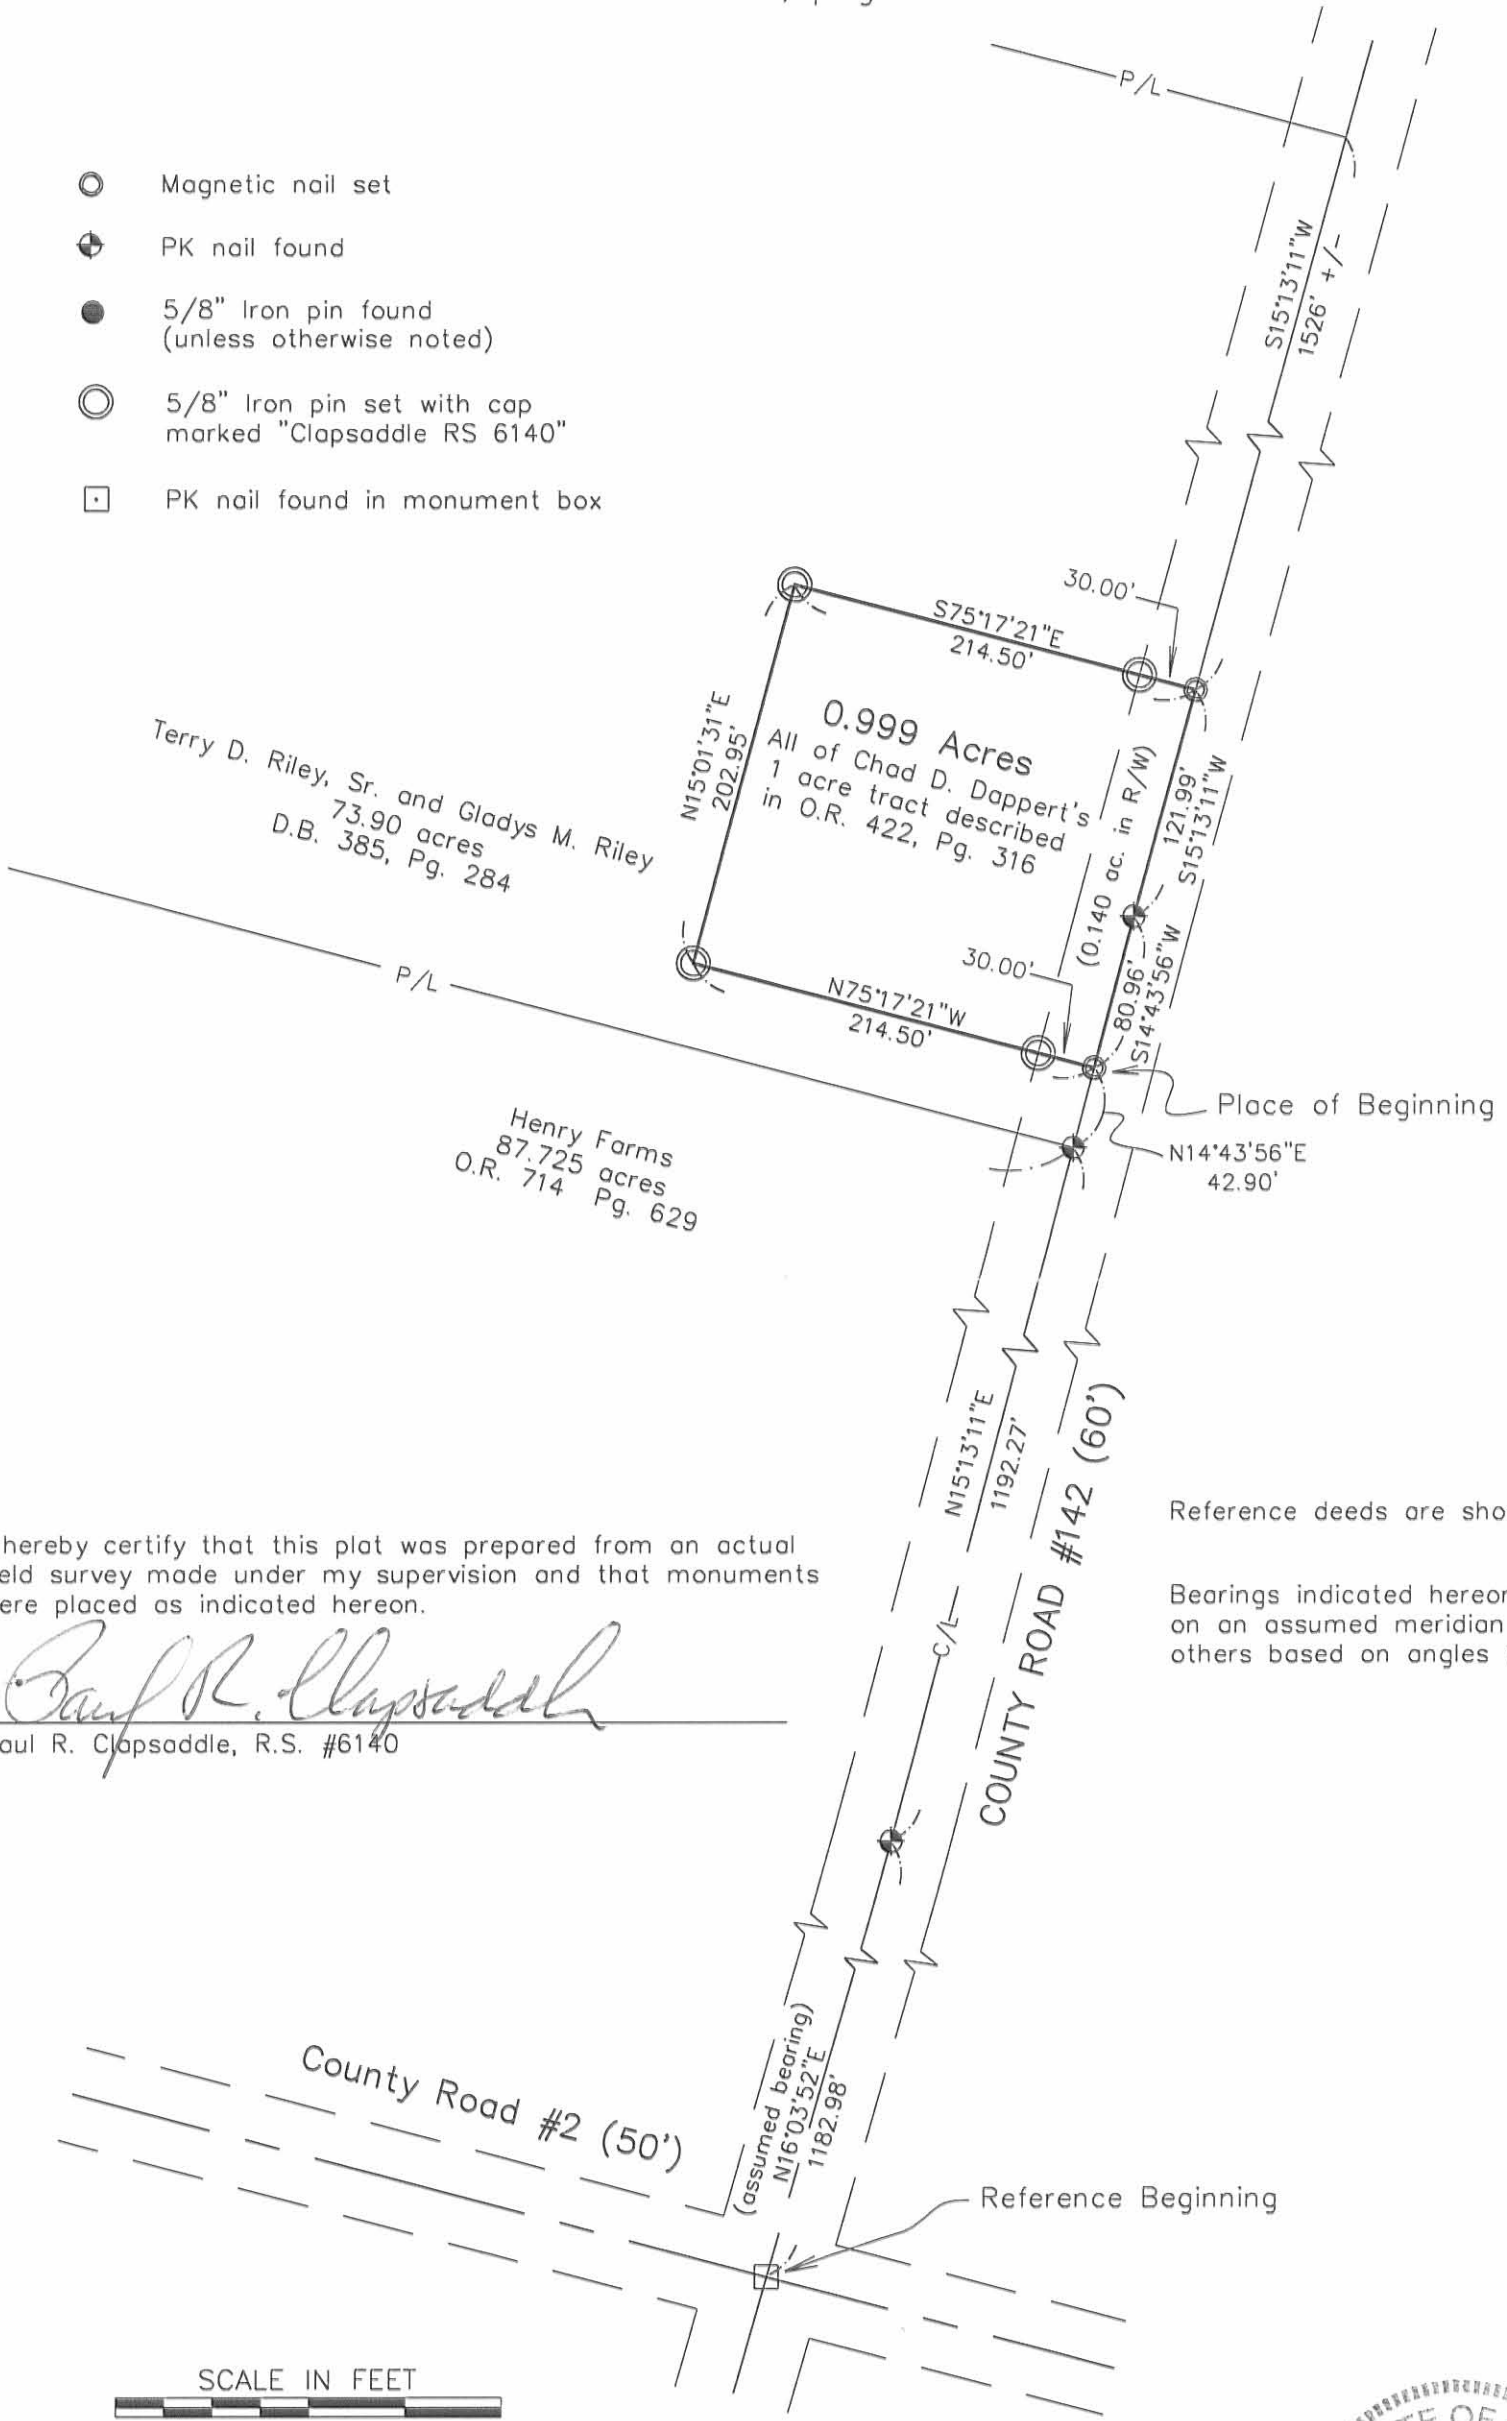 P/L
Magnetic nail set
PK nail found
5/8" Iron pin found
(unless otherwise noted)
5/8" Iron pin set with cap
marked "Clapsaddle RS 6140"
PK nail found in monument box
S15°13'11"W
1526' +/-
30.00'
S75°17'21"E
214.50'
N15°01'31"E
202.95'
0.999 Acres
All of Chad D. Dappert's
1 acre tract described
in O.R. 422, Pg. 316
(0.140 ac. in R/W)
121.99'
S15°13'11"W
Terry D. Riley, Sr. and Gladys M. Riley
73.90 acres
D.B. 385, Pg. 284
P/L
30.00'
N75°17'21"W
214.50'
80.96'
S14°43'56"W
Place of Beginning
N14°43'56"E
42.90'
Henry Farms
87.725 acres
O.R. 714 Pg. 629
N15°13'11"E
1192.27'
COUNTY ROAD #142 (60')
C/L
Reference deeds are sho
Bearings indicated hereon
on an assumed meridian
others based on angles
hereby certify that this plat was prepared from an actual
eld survey made under my supervision and that monuments
ere placed as indicated hereon.
Paul R. Clapsaddle
aul R. Clapsaddle, R.S. #6140
(assumed bearing)
N16°03'52"E
1182.98'
County Road #2 (50')
Reference Beginning
SCALE IN FEET
TE OF